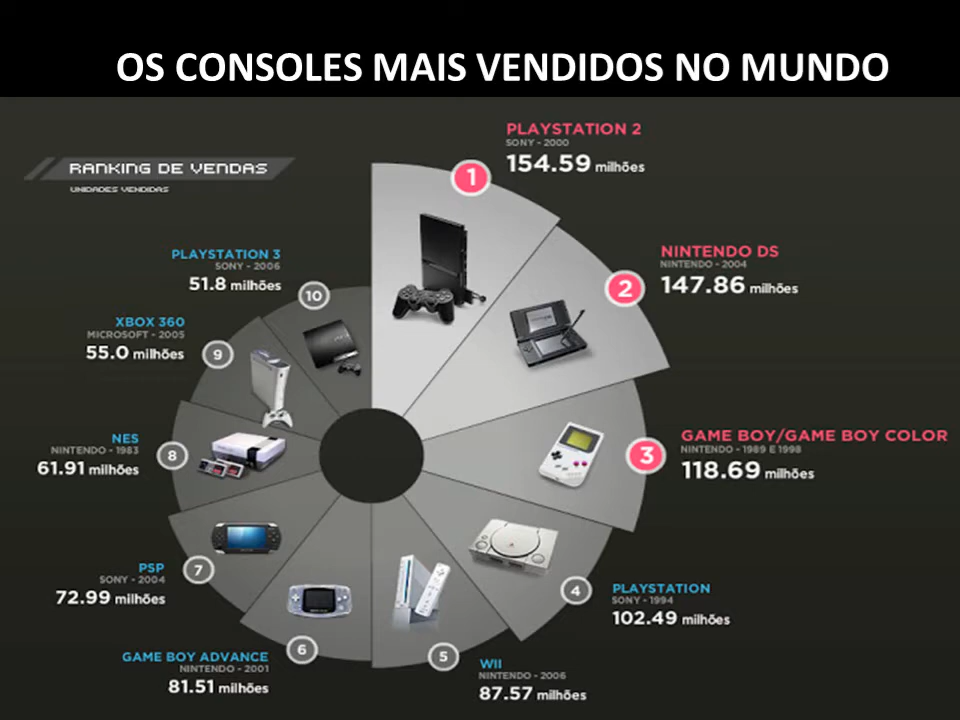 OS CONSOLES MAIS VENDIDOS NO MUNDO
RANKING DE VENDAS
UNIDADES VENDIDAS
1
PLAYSTATION 2
SONY - 2000
154.59 milhões
2
NINTENDO DS
NINTENDO - 2004
147.86 milhões
3
GAME BOY/GAME BOY COLOR
NINTENDO - 1989 E 1998
118.69 milhões
4
PLAYSTATION
SONY - 1994
102.49 milhões
5
WII
NINTENDO - 2006
87.57 milhões
6
GAME BOY ADVANCE
NINTENDO - 2001
81.51 milhões
7
PSP
SONY - 2004
72.99 milhões
8
NES
NINTENDO - 1983
61.91 milhões
9
XBOX 360
MICROSOFT - 2005
55.0 milhões
10
PLAYSTATION 3
SONY - 2006
51.8 milhões